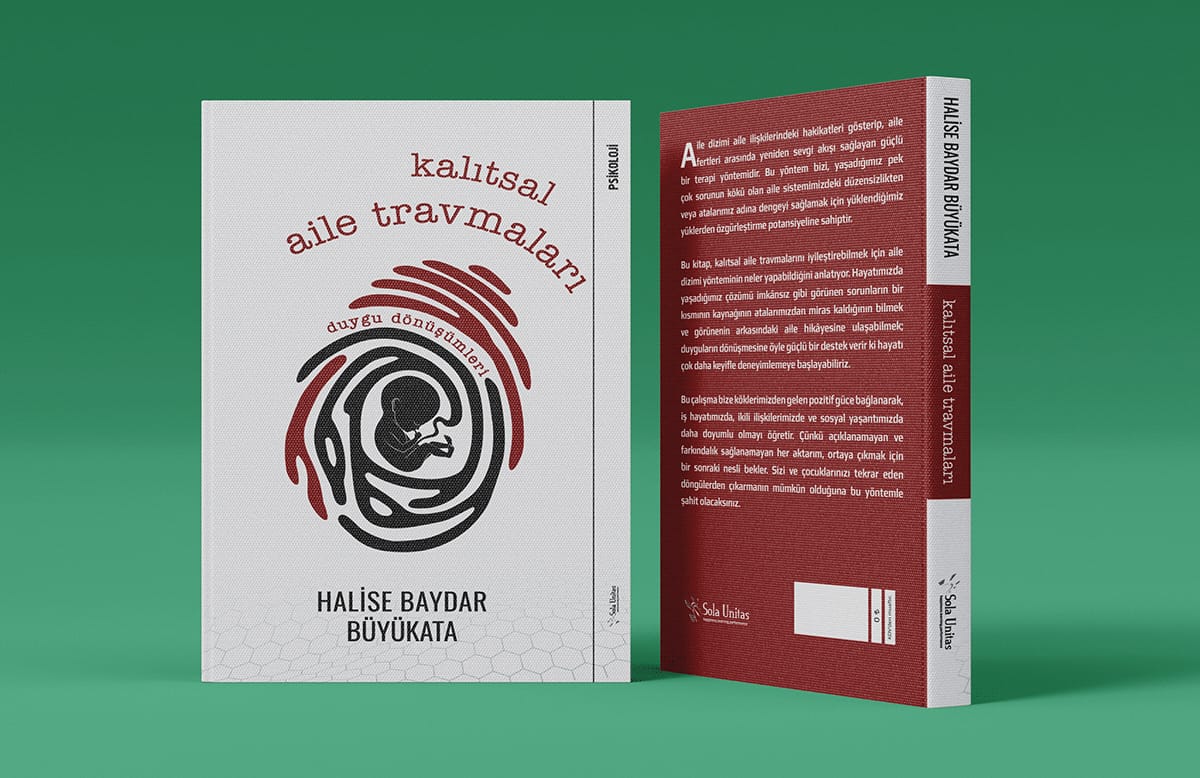 kalıtsal
aile travmaları
duygu dönüşümleri
HALİSE BAYDAR
BÜYÜKATA
PSİKOLOJİ
Sola Unitas
Aile dizimi aile ilişkilerindeki hakikatleri gösterip, aile
fertleri arasında yeniden sevgi akışı sağlayan güçlü
bir terapi yöntemidir. Bu yöntem bizi, yaşadığımız pek
çok sorunun kökü olan aile sistemimizdeki düzensizlikten
veya atalarımız adına dengeyi sağlamak için yüklendiğimiz
yüklerden özgürleştirme potansiyeline sahiptir.
Bu kitap, kalıtsal aile travmalarını iyileştirebilmek için aile
dizimi yönteminin neler yapabildiğini anlatıyor. Hayatımızda
yaşadığımız çözümü imkânsız gibi görünen sorunların bir
kısmının kaynağının atalarımızdan miras kaldığının bilmek
ve görünenin arkasındaki aile hikâyesine ulaşabilmek;
duyguların dönüşmesine öyle güçlü bir destek verir ki hayatı
çok daha keyifle deneyimlemeye başlayabiliriz.
Bu çalışma bize köklerimizden gelen pozitif güce bağlanarak,
iş hayatımızda, ikili ilişkilerimizde ve sosyal yaşantımızda
daha doyumlu olmayı öğretir. Çünkü açıklanamayan ve
farkındalık sağlanamayan her aktarım, ortaya çıkmak için
bir sonraki nesli bekler. Sizi ve çocuklarınızı tekrar eden
döngülerden çıkarmanın mümkün olduğuna bu yöntemle
şahit olacaksınız.
Sola Unitas
HALİSE BAYDAR BÜYÜKATA
kalıtsal aile travmaları
Sola Unitas